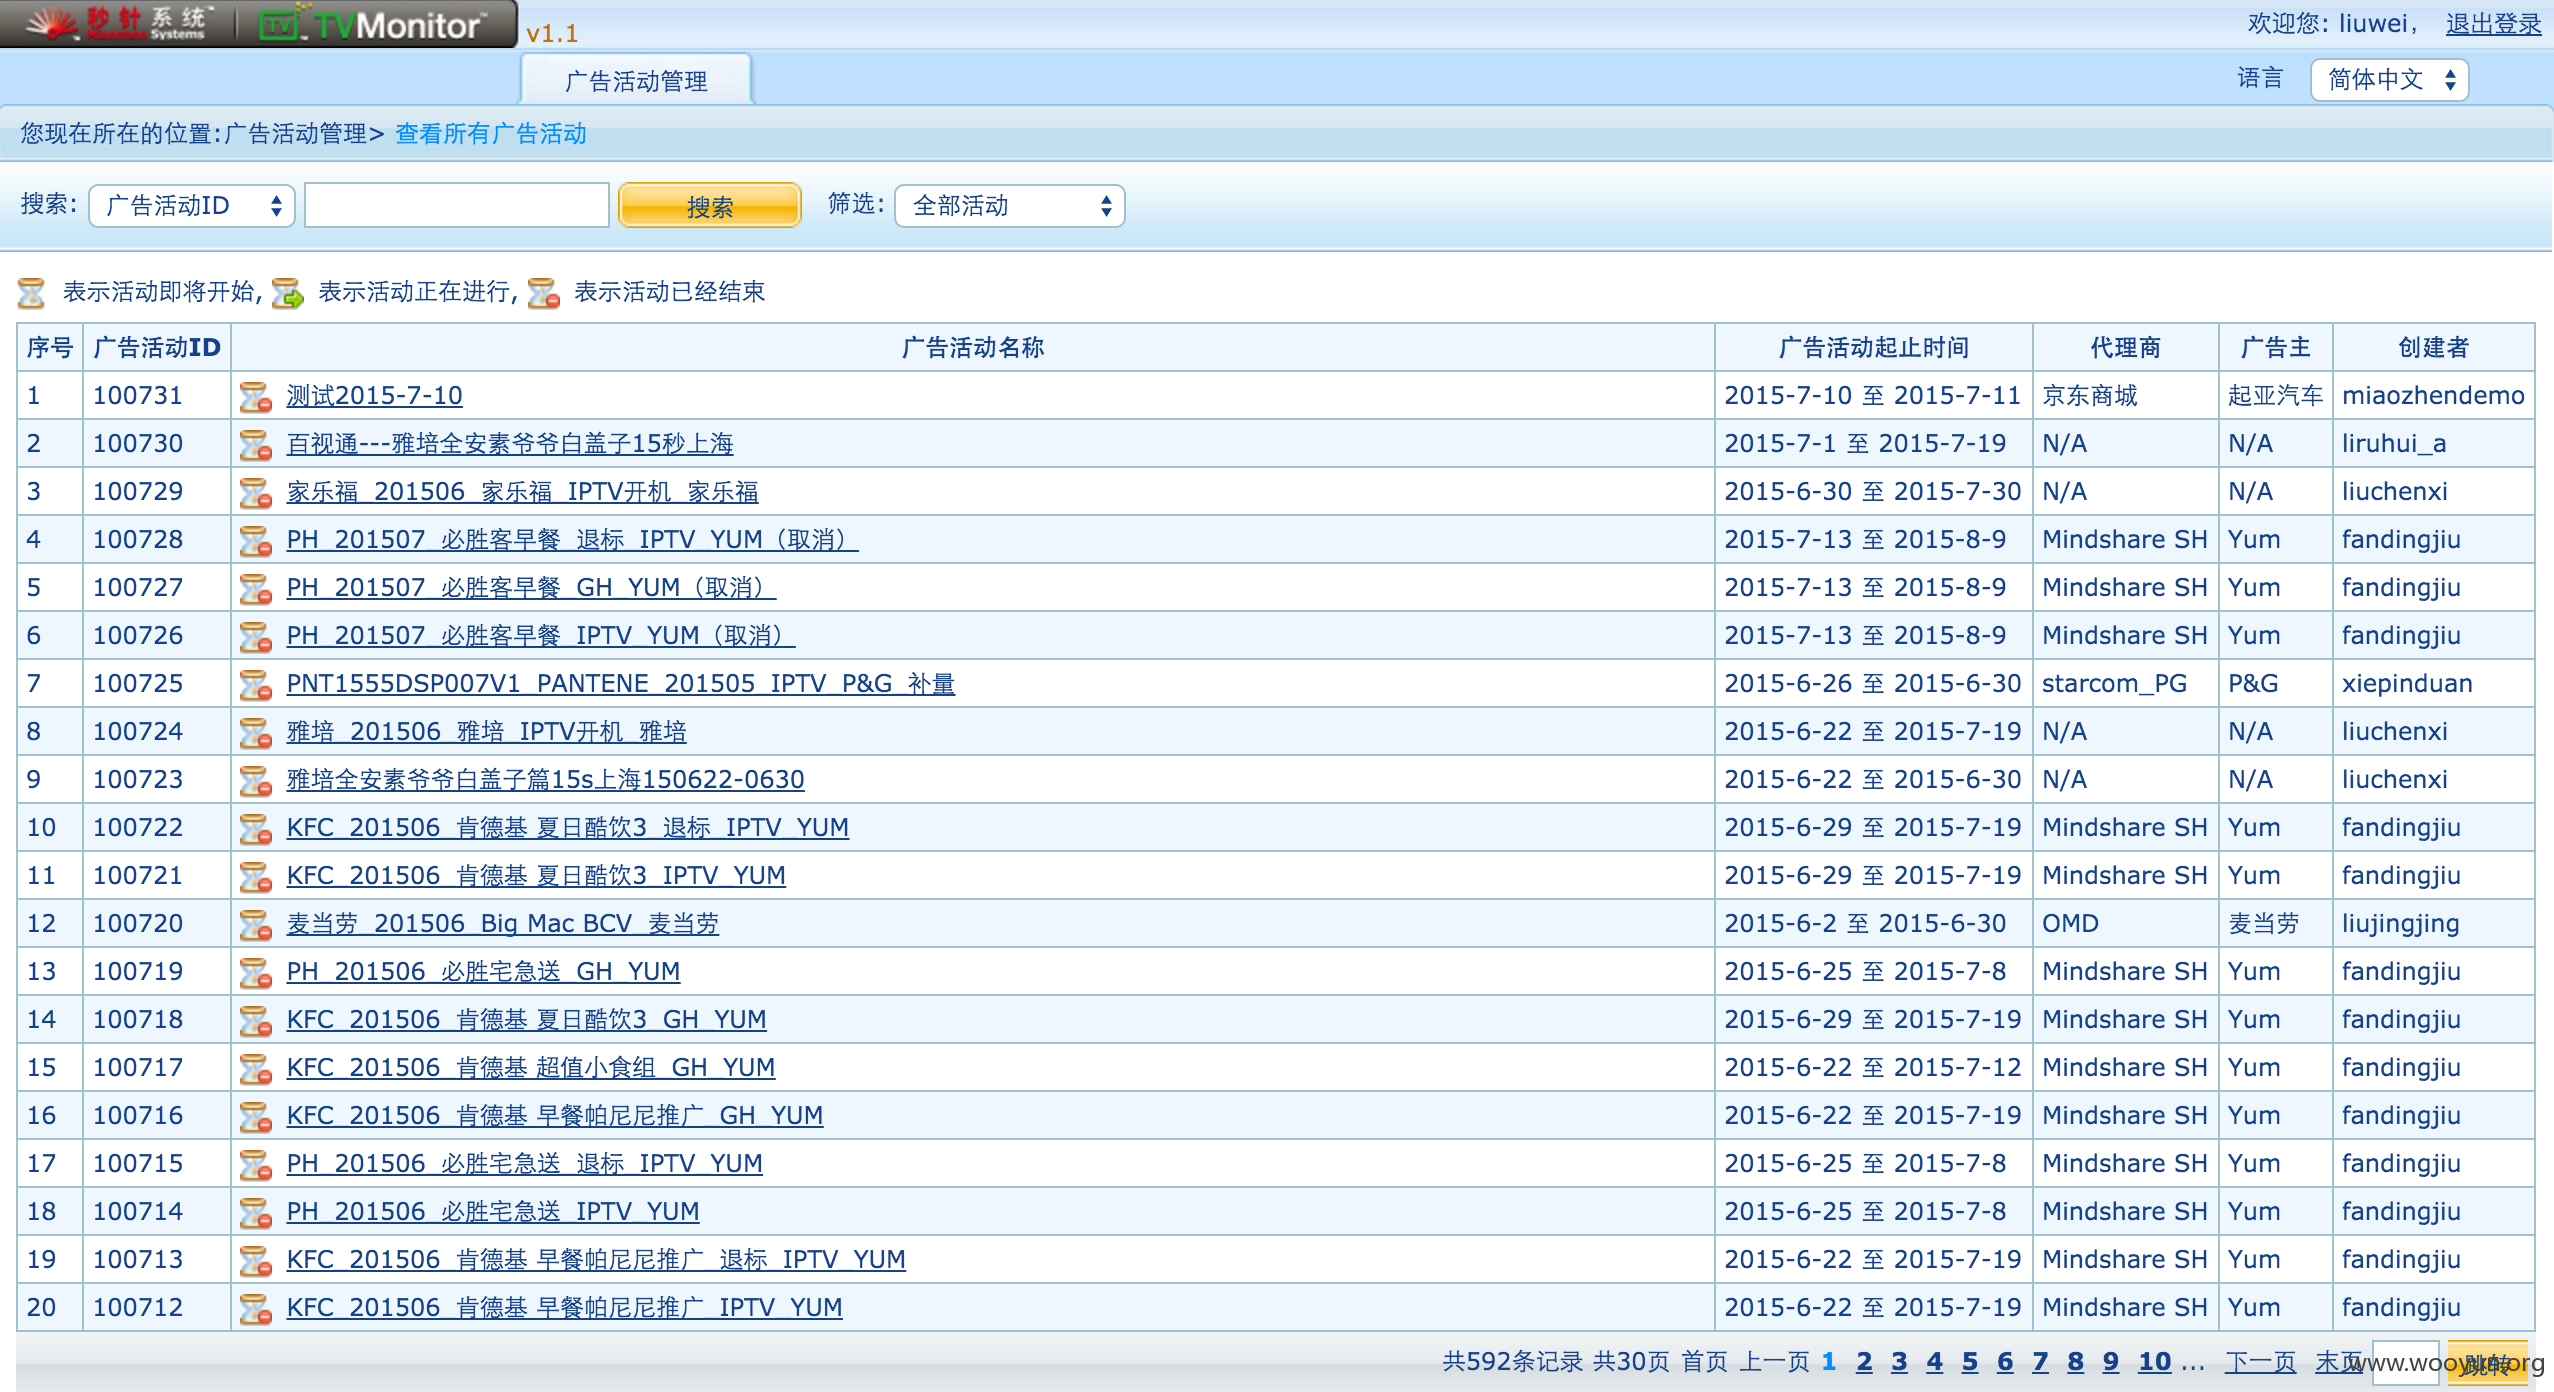 秒针系统™ Miaozhen Systems TVMonitor™ v1.1 欢迎您: liuwei， 退出登录
广告活动管理 语言 简体中文
您现在所在的位置:广告活动管理> 查看所有广告活动
搜索: 广告活动ID 搜索 筛选: 全部活动
表示活动即将开始, 表示活动正在进行, 表示活动已经结束
序号 广告活动ID 广告活动名称 广告活动起止时间 代理商 广告主 创建者
1 100731 测试2015-7-10 2015-7-10 至 2015-7-11 京东商城 起亚汽车 miaozhendemo
2 100730 百视通---雅培全安素爷爷白盖子15秒上海 2015-7-1 至 2015-7-19 N/A N/A liruhui_a
3 100729 家乐福_201506_家乐福_IPTV开机_家乐福 2015-6-30 至 2015-7-30 N/A N/A liuchenxi
4 100728 PH_201507_必胜客早餐_退标_IPTV_YUM（取消） 2015-7-13 至 2015-8-9 Mindshare SH Yum fandingjiu
5 100727 PH_201507_必胜客早餐_GH_YUM（取消） 2015-7-13 至 2015-8-9 Mindshare SH Yum fandingjiu
6 100726 PH_201507_必胜客早餐_IPTV_YUM（取消） 2015-7-13 至 2015-8-9 Mindshare SH Yum fandingjiu
7 100725 PNT1555DSP007V1_PANTENE_201505_IPTV_P&G_补量 2015-6-26 至 2015-6-30 starcom_PG P&G xiepinduan
8 100724 雅培_201506_雅培_IPTV开机_雅培 2015-6-22 至 2015-7-19 N/A N/A liuchenxi
9 100723 雅培全安素爷爷白盖子篇15s上海150622-0630 2015-6-22 至 2015-6-30 N/A N/A liuchenxi
10 100722 KFC_201506_肯德基 夏日酷饮3_退标_IPTV_YUM 2015-6-29 至 2015-7-19 Mindshare SH Yum fandingjiu
11 100721 KFC_201506_肯德基 夏日酷饮3_IPTV_YUM 2015-6-29 至 2015-7-19 Mindshare SH Yum fandingjiu
12 100720 麦当劳_201506_Big Mac BCV_麦当劳 2015-6-2 至 2015-6-30 OMD 麦当劳 liujingjing
13 100719 PH_201506_必胜宅急送_GH_YUM 2015-6-25 至 2015-7-8 Mindshare SH Yum fandingjiu
14 100718 KFC_201506_肯德基 夏日酷饮3_GH_YUM 2015-6-29 至 2015-7-19 Mindshare SH Yum fandingjiu
15 100717 KFC_201506_肯德基 超值小食组_GH_YUM 2015-6-22 至 2015-7-12 Mindshare SH Yum fandingjiu
16 100716 KFC_201506_肯德基 早餐帕尼尼推广_GH_YUM 2015-6-22 至 2015-7-19 Mindshare SH Yum fandingjiu
17 100715 PH_201506_必胜宅急送_退标_IPTV_YUM 2015-6-25 至 2015-7-8 Mindshare SH Yum fandingjiu
18 100714 PH_201506_必胜宅急送_IPTV_YUM 2015-6-25 至 2015-7-8 Mindshare SH Yum fandingjiu
19 100713 KFC_201506_肯德基 早餐帕尼尼推广_退标_IPTV_YUM 2015-6-22 至 2015-7-19 Mindshare SH Yum fandingjiu
20 100712 KFC_201506_肯德基 早餐帕尼尼推广_IPTV_YUM 2015-6-22 至 2015-7-19 Mindshare SH Yum fandingjiu
共592条记录 共30页 首页 上一页 1 2 3 4 5 6 7 8 9 10 ... 下一页 末页 跳转
www.wooyun.org